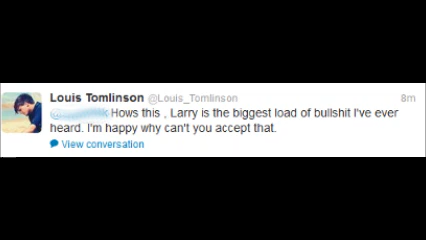 Louis Tomlinson @Louis_Tomlinson 8m
Hows this , Larry is the biggest load of bullshit I've ever
heard. I'm happy why can't you accept that.
View conversation